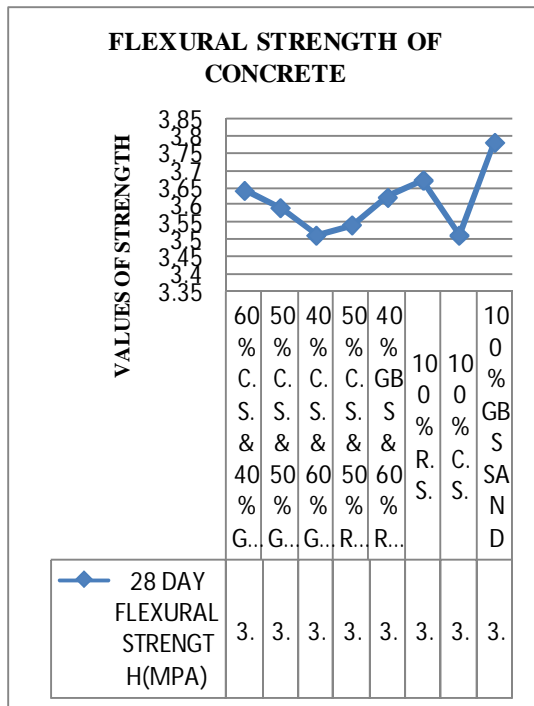 FLEXURAL STRENGTH OF
CONCRETE
VALUES OF STRENGTH
3.85
3.8
3.75
3.7
3.65
3.6
3.55
3.5
3.45
3.4
3.35
60
%
C.
S.
&
40
%
G...
50
%
C.
S.
&
50
%
G...
40
%
C.
S.
&
60
%
G...
50
%
C.
S.
&
50
%
R...
40
%
GB
S
&
60
%
R...
10
0
%
R.
S.
10
0
%
C.
S.
10
0
%
GB
S
SA
N
D
28 DAY
FLEXURAL
STRENGT
H(MPA)
3. 3. 3. 3. 3. 3. 3. 3.